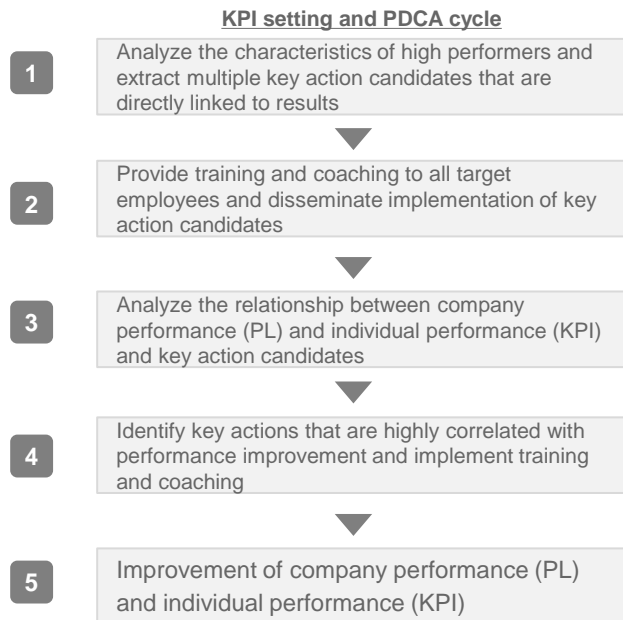 KPI setting and PDCA cycle
1
Analyze the characteristics of high performers and
extract multiple key action candidates that are
directly linked to results
2
Provide training and coaching to all target
employees and disseminate implementation of key
action candidates
3
Analyze the relationship between company
performance (PL) and individual performance (KPI)
and key action candidates
4
Identify key actions that are highly correlated with
performance improvement and implement training
and coaching
5
Improvement of company performance (PL)
and individual performance (KPI)